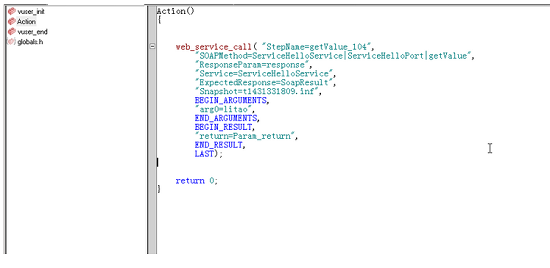 vuser_init
Action
vuser_end
globals.h
Action()
{
web_service_call( "StepName=getValue_104",
"SOAPMethod=ServiceHelloService|ServiceHelloPort|getValue",
"ResponseParam=response",
"Service=ServiceHelloService",
"ExpectedResponse=SoapResult",
"Snapshot=t1431331809.inf",
BEGIN_ARGUMENTS,
"arg0=litao",
END_ARGUMENTS,
BEGIN_RESULT,
"return=Param_return",
END_RESULT,
LAST);
return 0;
}